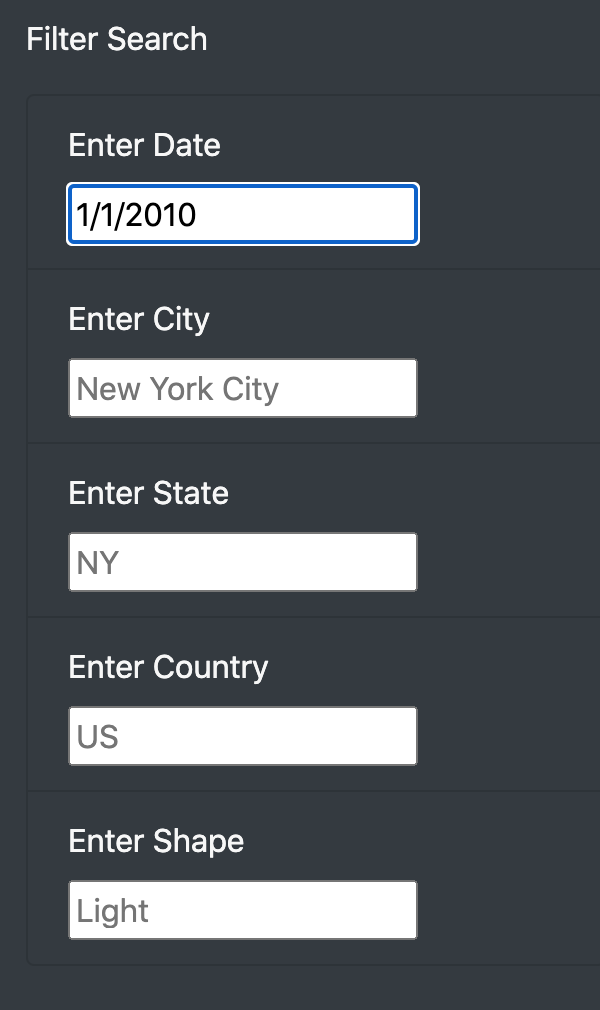 Filter Search
Enter Date
1/1/2010
Enter City
New York City
Enter State
NY
Enter Country
US
Enter Shape
Light